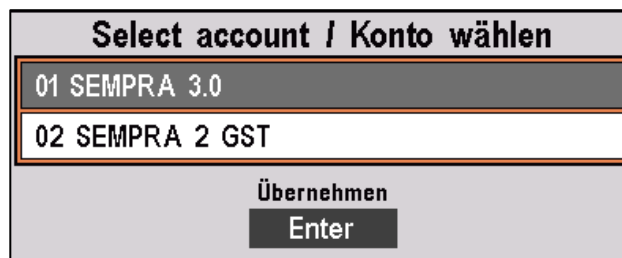 Select account / Konto wählen
01 SEMPRA 3.0
02 SEMPRA 2 GST
Übernehmen
Enter